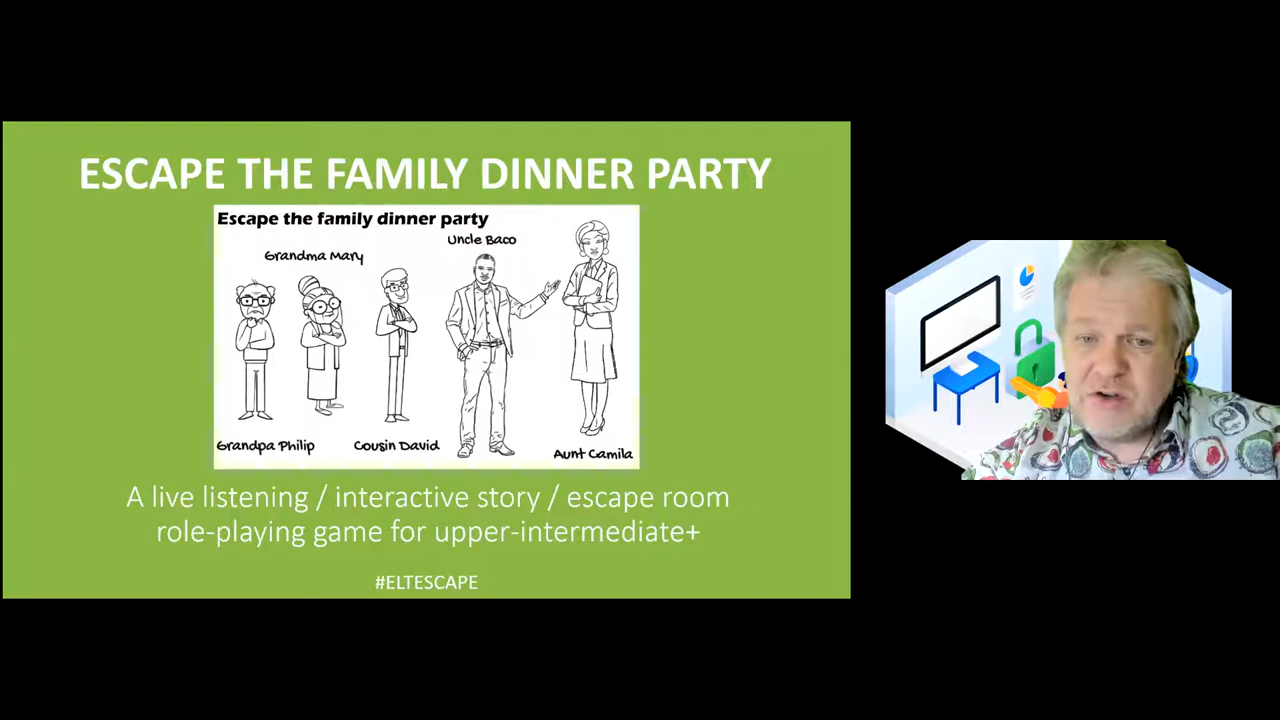 ESCAPE THE FAMILY DINNER PARTY
Escape the family dinner party
Uncle Baco
Grandma Mary
Grandpa Philip
Cousin David
Aunt Camila
A live listening / interactive story / escape room
role-playing game for upper-intermediate+
#ELTESCAPE